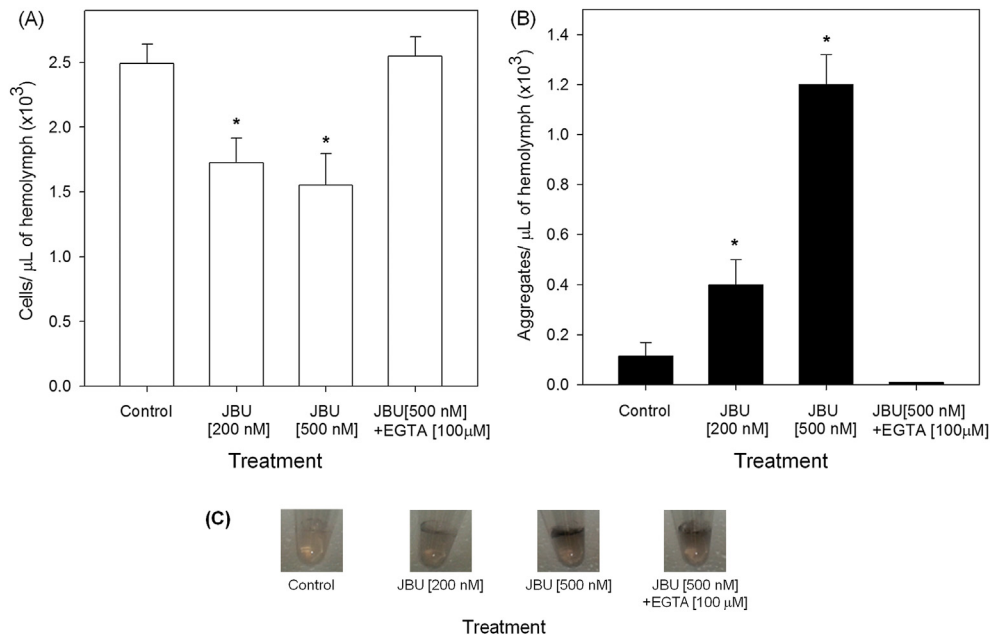 (A)
Cells/ μL of hemolymph (x10³)
2.5
2.0
1.5
1.0
0.5
0.0
*
*
Control
JBU
[200 nM]
JBU
[500 nM]
JBU[500 nM]
+EGTA [100μM]
Treatment
(B)
Aggregates/ μL of hemolymph (x10³)
1.4
1.2
1.0
0.8
0.6
0.4
0.2
0.0
*
*
Control
JBU
[200 nM]
JBU
[500 nM]
JBU[500 nM]
+EGTA [100μM]
Treatment
(C)
Control
JBU [200 nM]
JBU [500 nM]
JBU [500 nM]
+EGTA [100 μM]
Treatment